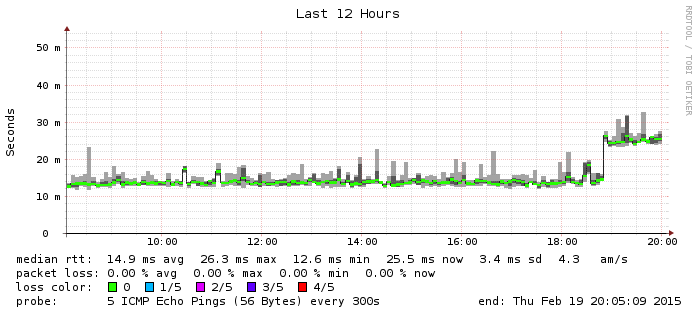 Last 12 Hours
RRDTOOL / TOBI OETIKER
Seconds
50 m
40 m
30 m
20 m
10 m
0
10:00 12:00 14:00 16:00 18:00 20:00
median rtt: 14.9 ms avg 26.3 ms max 12.6 ms min 25.5 ms now 3.4 ms sd 4.3 am/s
packet loss: 0.00 % avg 0.00 % max 0.00 % min 0.00 % now
loss color: 0 1/5 2/5 3/5 4/5
probe: 5 ICMP Echo Pings (56 Bytes) every 300s end: Thu Feb 19 20:05:09 2015